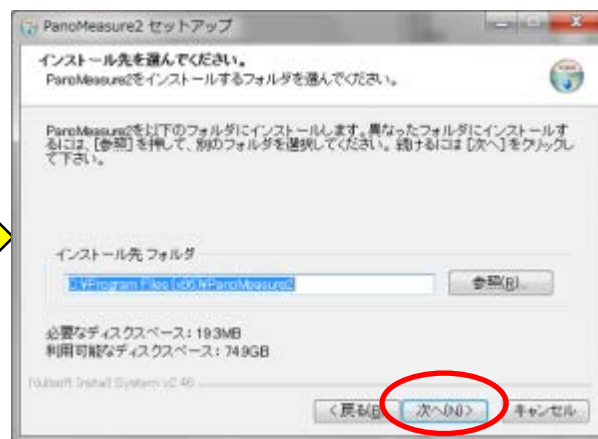 PanoMeasure2 セットアップ
インストール先を選んでください。
PanoMeasure2をインストールするフォルダを選んでください。
PanoMeasure2を以下のフォルダにインストールします。異なったフォルダにインストールす
るには、[参照]を押して、別のフォルダを選択してください。続けるには [次へ]をクリックし
て下さい。
インストール先 フォルダ
C:¥Program Files (x86)¥PanoMeasure2
参照(R)...
必要なディスクスペース: 19.3MB
利用可能なディスクスペース: 74.9GB
Nullsoft Install System v2.46
<戻る(B) 次へ(N)> キャンセル